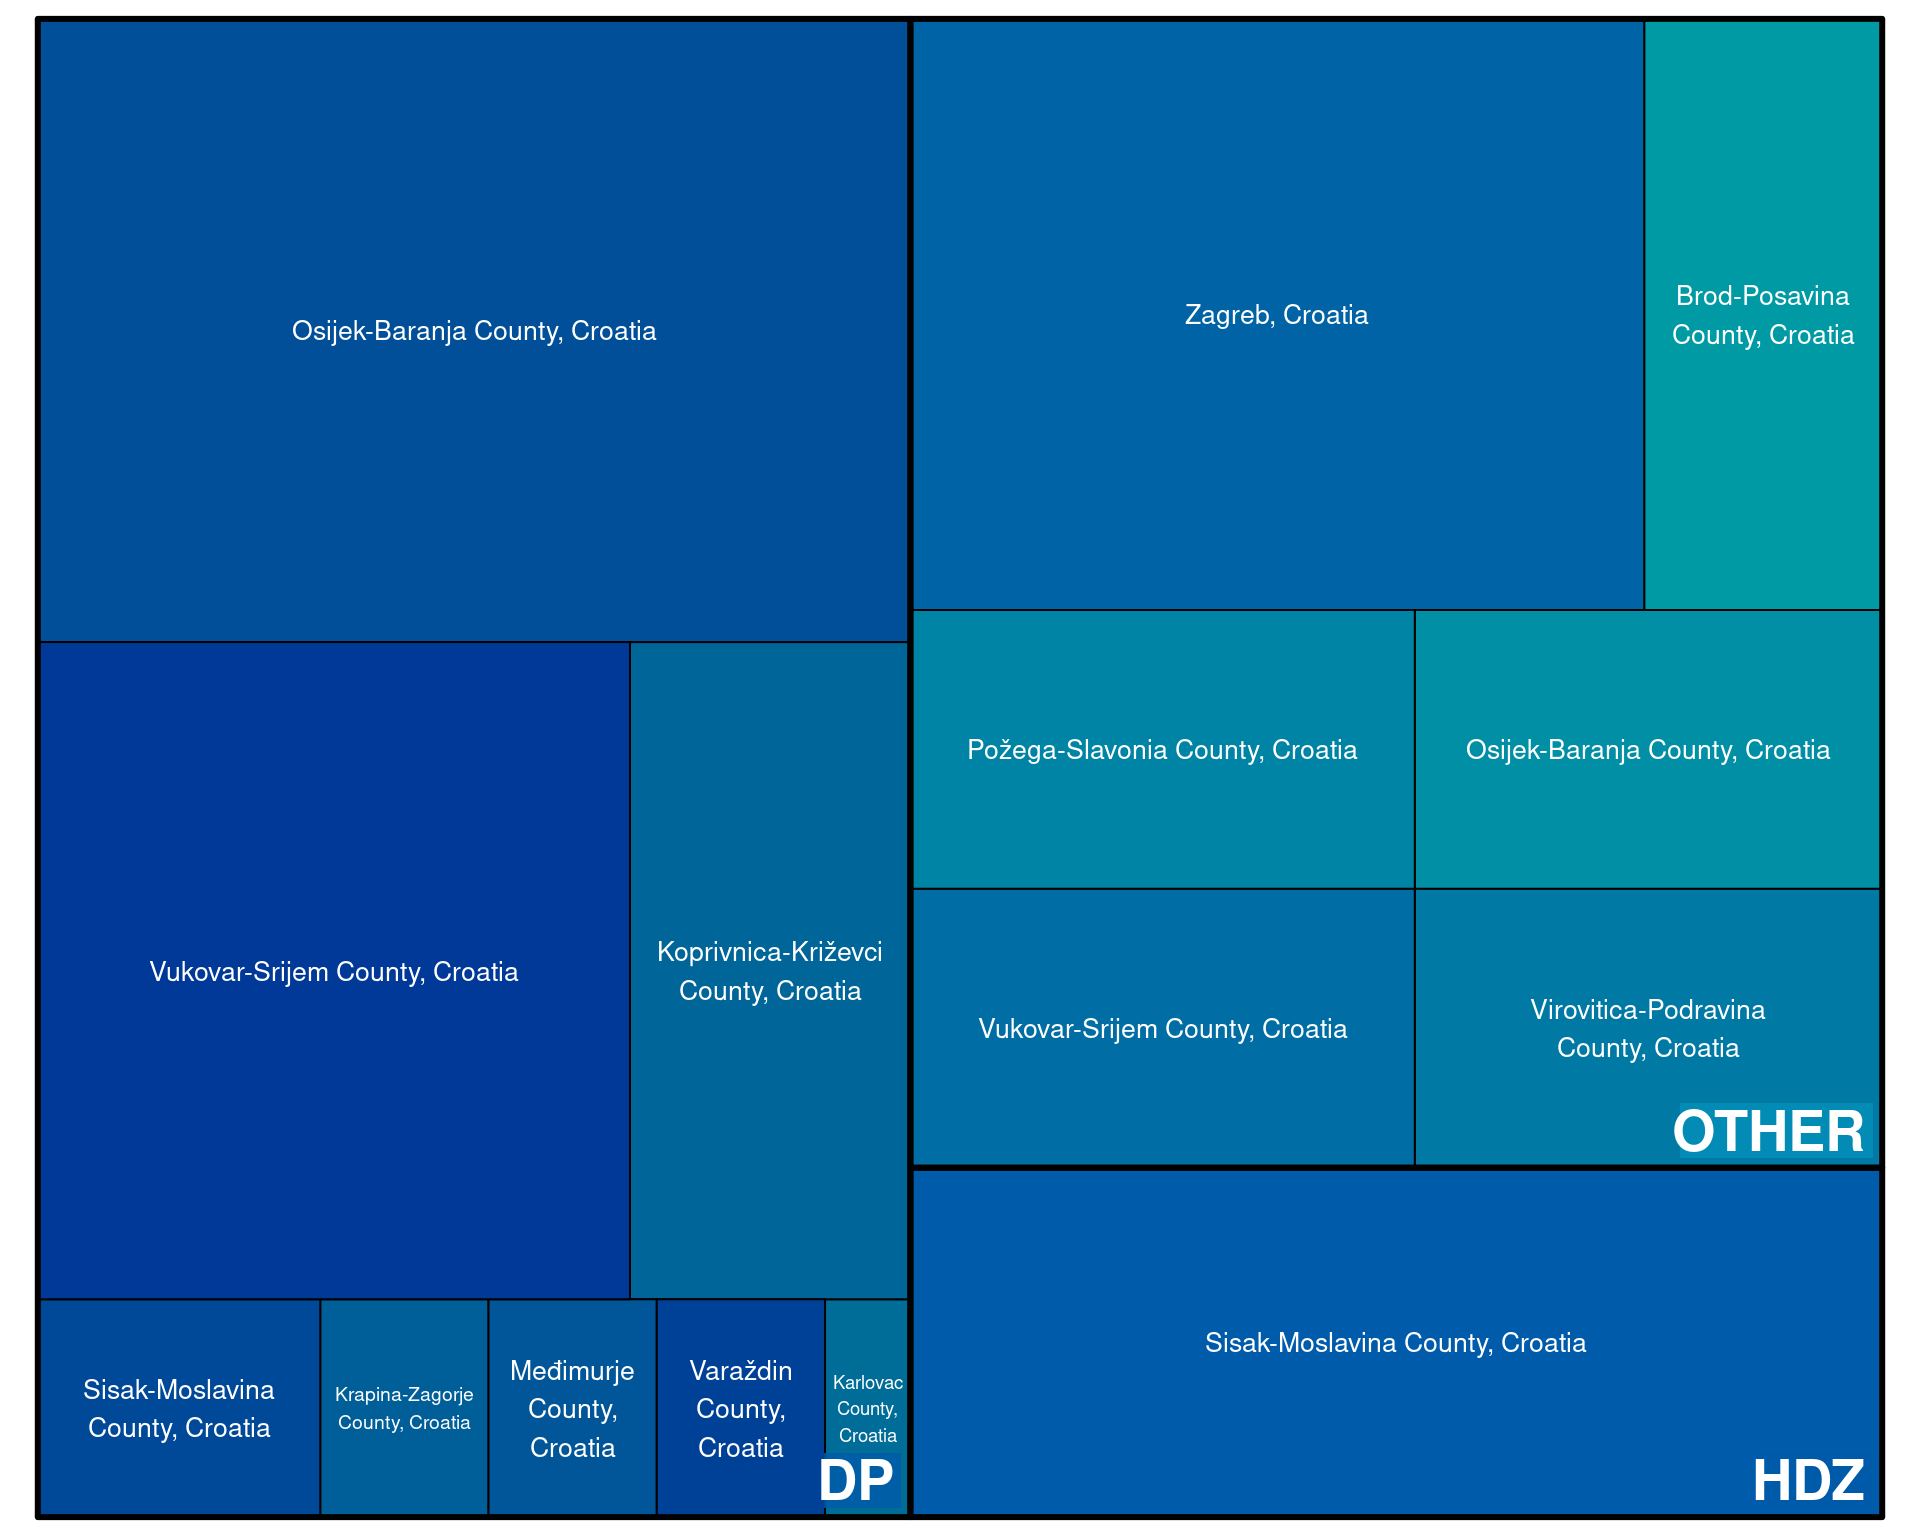 Osijek-Baranja County, Croatia
Vukovar-Srijem County, Croatia
Koprivnica-Križevci
County, Croatia
Sisak-Moslavina
County, Croatia
Krapina-Zagorje
County, Croatia
Međimurje
County,
Croatia
Varaždin
County,
Croatia
Karlovac
County,
Croatia
DP
Zagreb, Croatia
Brod-Posavina
County, Croatia
Požega-Slavonia County, Croatia
Osijek-Baranja County, Croatia
Vukovar-Srijem County, Croatia
Virovitica-Podravina
County, Croatia
OTHER
Sisak-Moslavina County, Croatia
HDZ